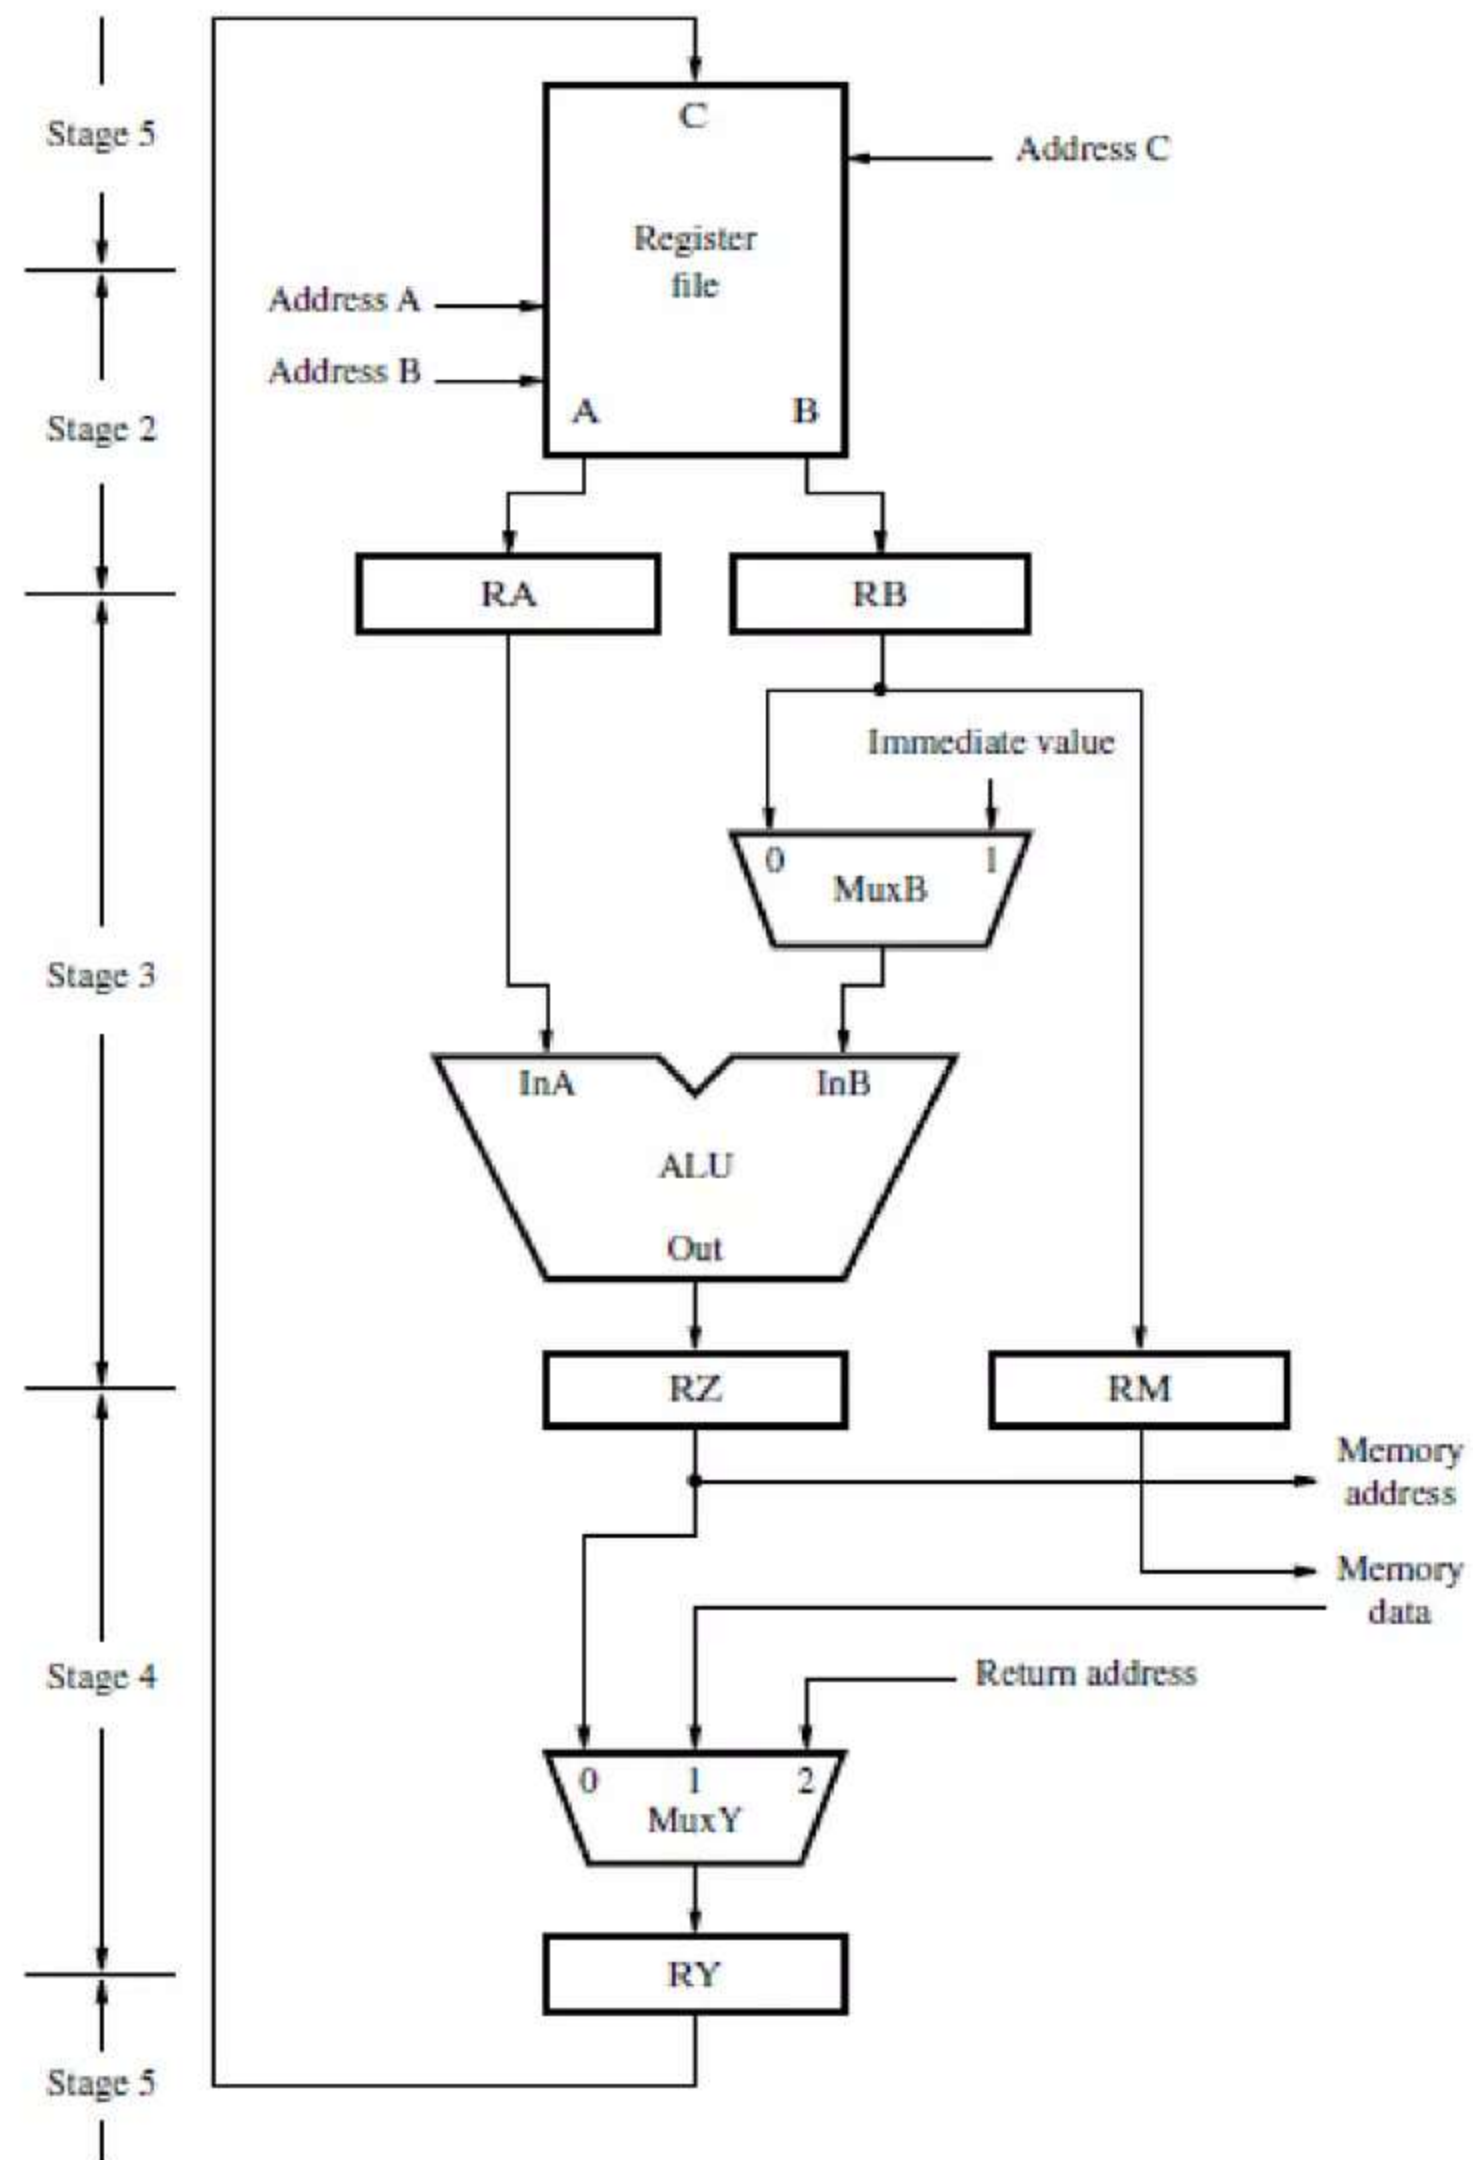 C
Stage 5
Address C
Register
file
Address A
Address B
A
B
Stage 2
RA
RB
Immediate value
0
1
MuxB
Stage 3
InA
InB
ALU
Out
RZ
RM
Memory
address
Memory
data
Return address
Stage 4
0
1
2
MuxY
RY
Stage 5